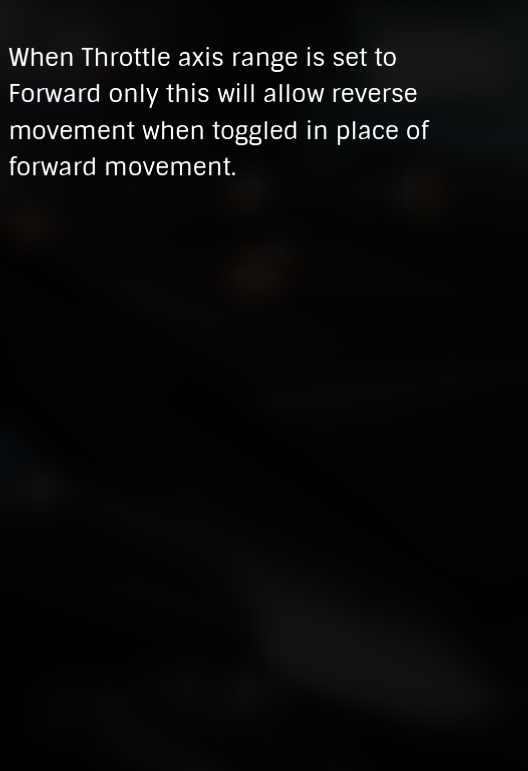 When Throttle axis range is set to
Forward only this will allow reverse
movement when toggled in place of
forward movement.